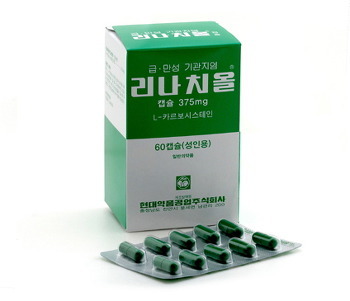 급·만성 기관지염
리나치올®
캡슐 375mg
L-카르보시스테인
60캡슐(성인용)
일반의약품
현대약품공업주식회사